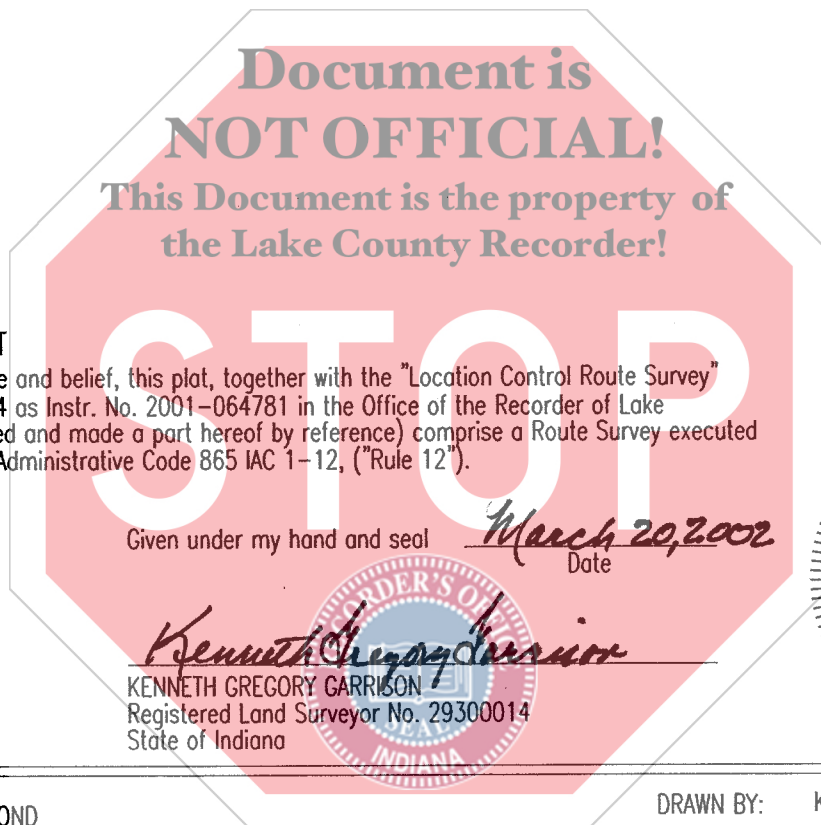 Document is
NOT OFFICIAL!
This Document is the property of
the Lake County Recorder!
STOP
T
e and belief, this plat, together with the "Location Control Route Survey"
4 as Instr. No. 2001-064781 in the Office of the Recorder of Lake
ed and made a part hereof by reference) comprise a Route Survey executed
Administrative Code 865 IAC 1-12, ("Rule 12").
Given under my hand and seal March 20, 2002
Date
Kenneth Gregory Garrison
KENNETH GREGORY GARRISON
Registered Land Surveyor No. 29300014
State of Indiana
CORDER'S OFFI
SEAL
INDIANA
OND
DRAWN BY: K